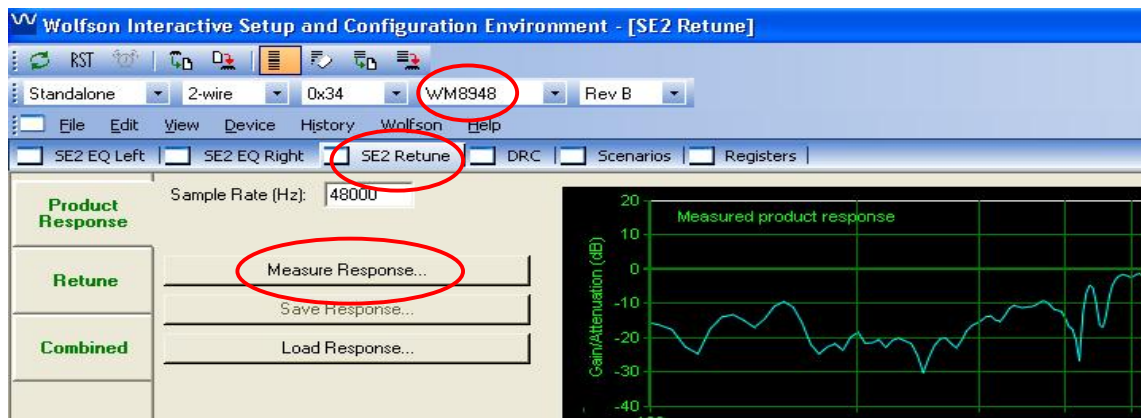 Wolfson Interactive Setup and Configuration Environment - [SE2 Retune]
RST
Standalone 2-wire 0x34 WM8948 Rev B
File Edit View Device History Wolfson Help
SE2 EQ Left SE2 EQ Right SE2 Retune DRC Scenarios Registers
Product
Response
Retune
Combined
Sample Rate (Hz): 48000
Measure Response...
Save Response...
Load Response...
Measured product response
Gain/Attenuation (dB)
20
10
0
-10
-20
-30
-40